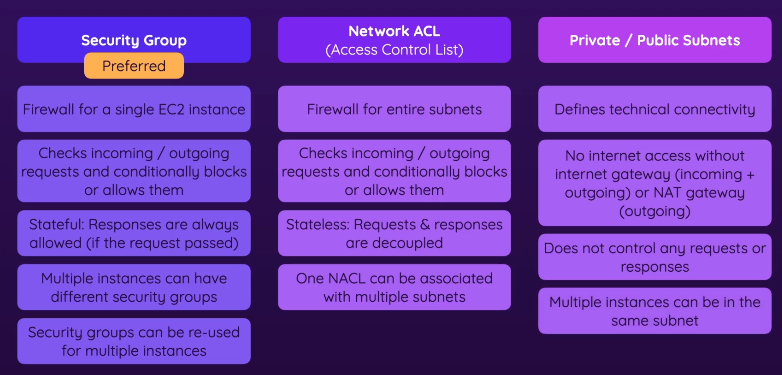 Security Group
Preferred
Firewall for a single EC2 instance
Checks incoming / outgoing
requests and conditionally blocks
or allows them
Stateful: Responses are always
allowed (if the request passed)
Multiple instances can have
different security groups
Security groups can be re-used
for multiple instances
Network ACL
(Access Control List)
Firewall for entire subnets
Checks incoming / outgoing
requests and conditionally blocks
or allows them
Stateless: Requests & responses
are decoupled
One NACL can be associated
with multiple subnets
Private / Public Subnets
Defines technical connectivity
No internet access without
internet gateway (incoming +
outgoing) or NAT gateway
(outgoing)
Does not control any requests or
responses
Multiple instances can be in the
same subnet